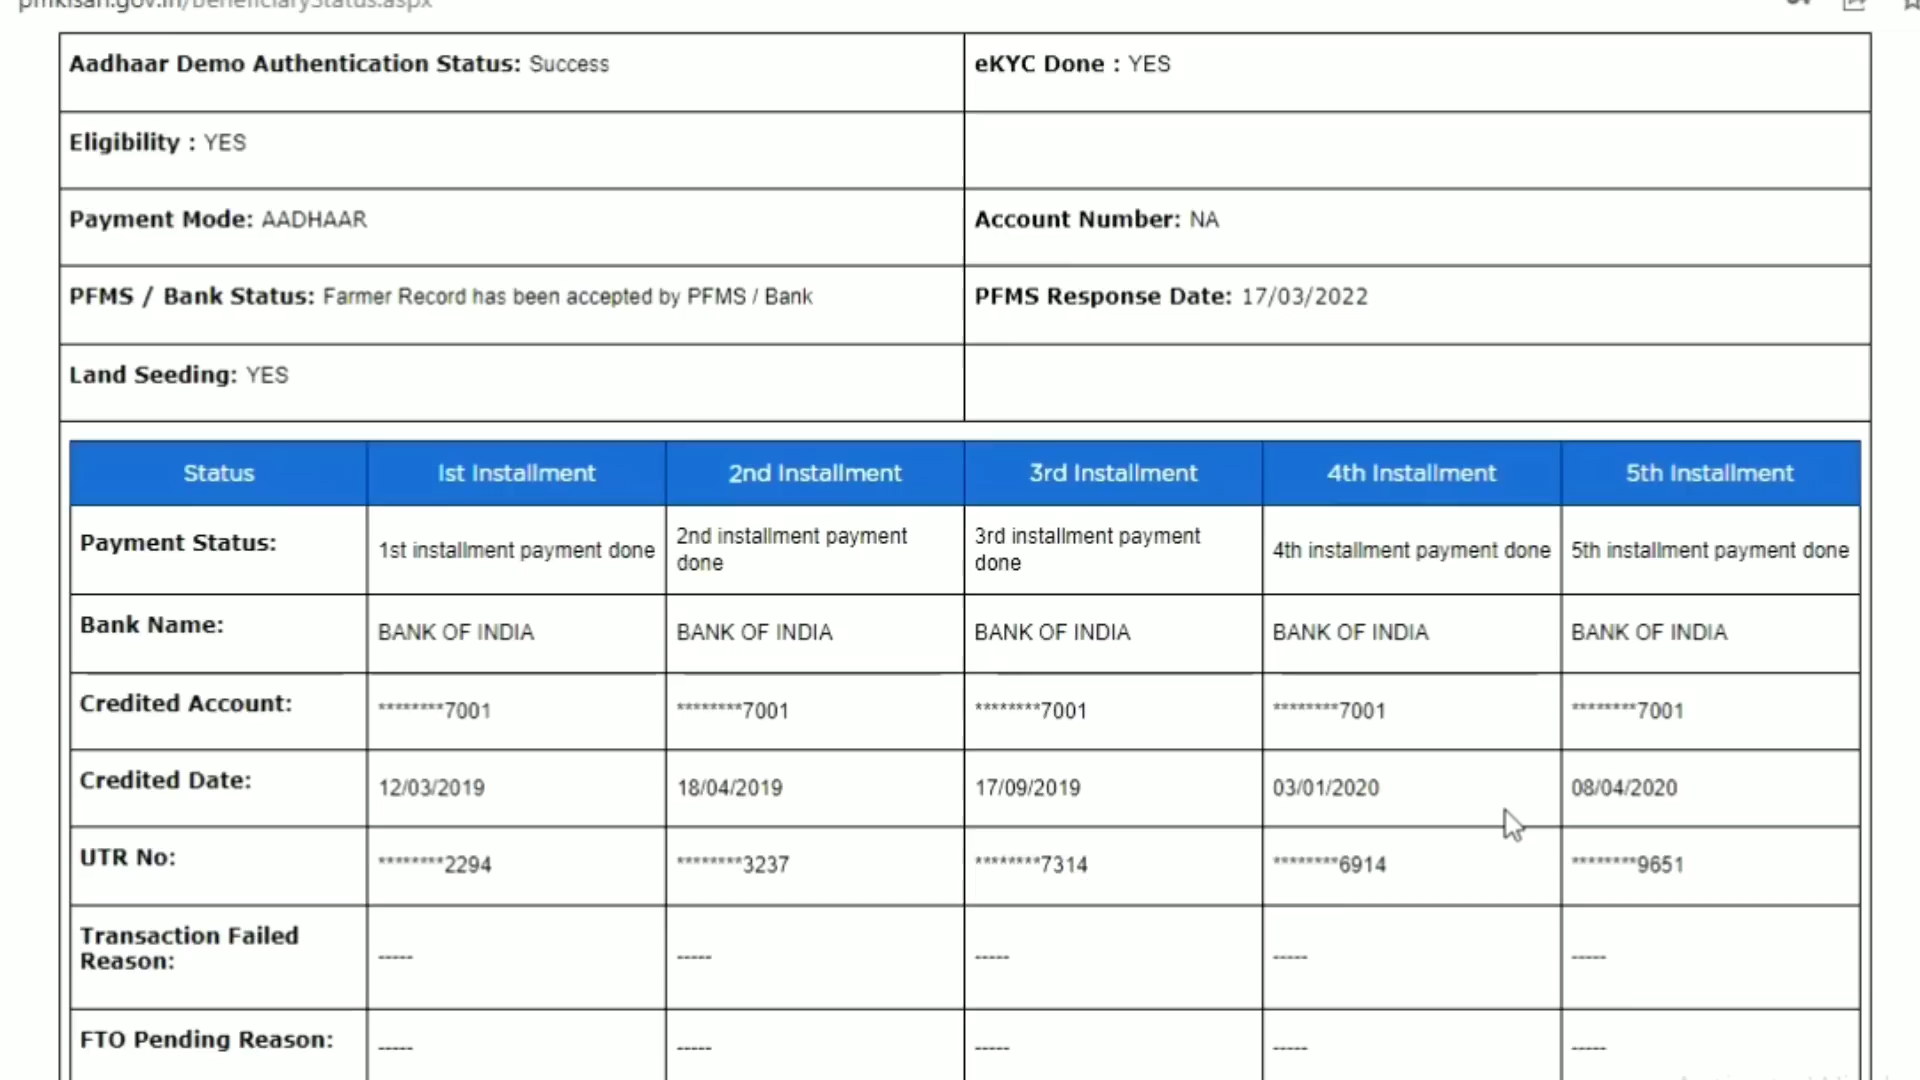 pmkisan.gov.in/BeneficiaryStatus.aspx
Aadhaar Demo Authentication Status: Success
eKYC Done : YES
Eligibility : YES
Payment Mode: AADHAAR
Account Number: NA
PFMS / Bank Status: Farmer Record has been accepted by PFMS / Bank
PFMS Response Date: 17/03/2022
Land Seeding: YES
Status 1st Installment 2nd Installment 3rd Installment 4th Installment 5th Installment
Payment Status: 1st installment payment done 2nd installment payment done 3rd installment payment done 4th installment payment done 5th installment payment done
Bank Name: BANK OF INDIA BANK OF INDIA BANK OF INDIA BANK OF INDIA BANK OF INDIA
Credited Account: ********7001 ********7001 ********7001 ********7001 ********7001
Credited Date: 12/03/2019 18/04/2019 17/09/2019 03/01/2020 08/04/2020
UTR No: ********2294 ********3237 ********7314 ********6914 ********9651
Transaction Failed Reason: ----- ----- ----- ----- -----
FTO Pending Reason: ----- ----- ----- ----- -----